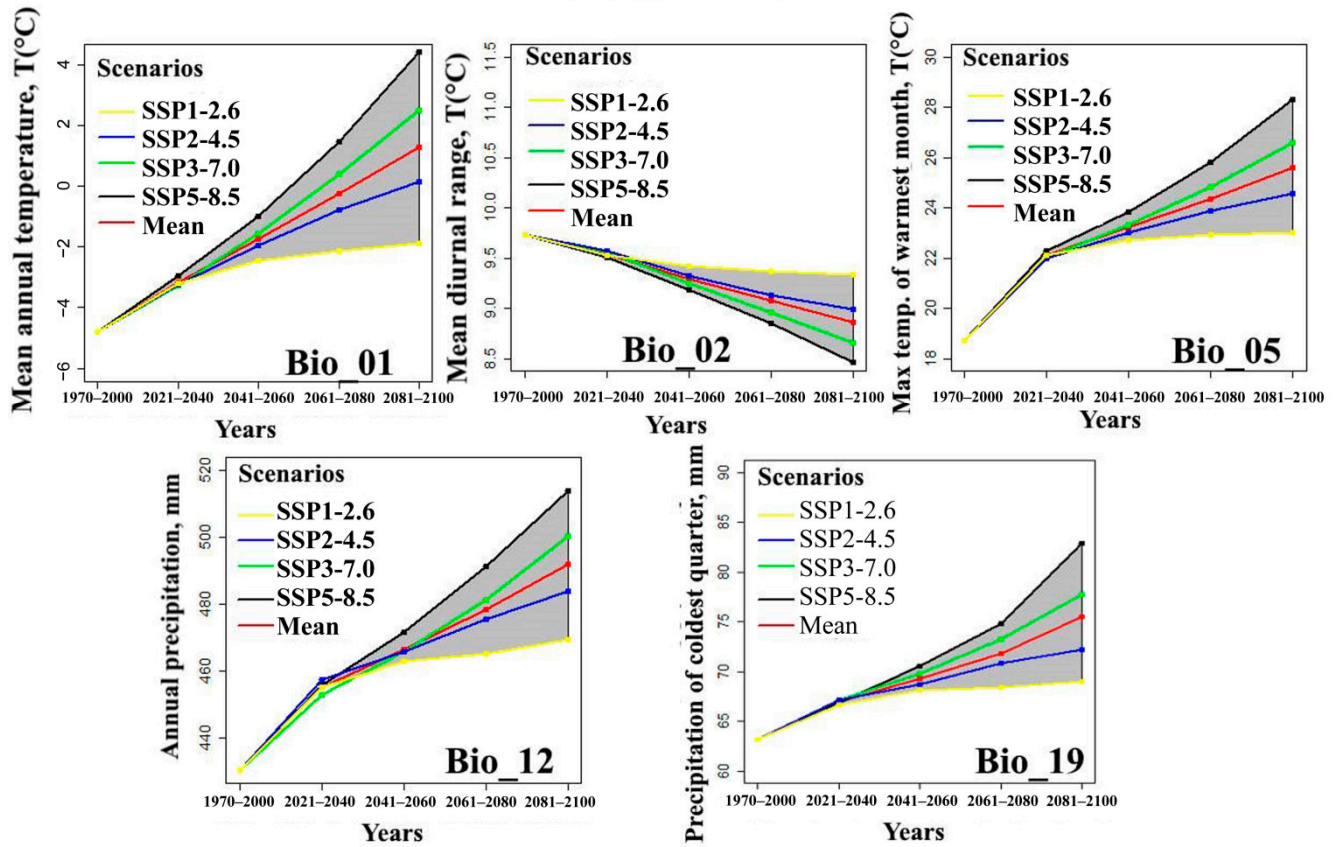 Mean annual temperature, T(°C)
4
2
0
−2
−4
−6
Scenarios
SSP1-2.6
SSP2-4.5
SSP3-7.0
SSP5-8.5
Mean
Bio_01
1970–2000 2021–2040 2041–2060 2061–2080 2081–2100
Years
Mean diurnal range, T(°C)
11.5
11.0
10.5
10.0
9.5
9.0
8.5
Scenarios
SSP1-2.6
SSP2-4.5
SSP3-7.0
SSP5-8.5
Mean
Bio_02
1970–2000 2021–2040 2041–2060 2061–2080 2081–2100
Years
Max temp. of warmest month, T(°C)
30
28
26
24
22
20
18
Scenarios
SSP1-2.6
SSP2-4.5
SSP3-7.0
SSP5-8.5
Mean
Bio_05
1970–2000 2021–2040 2041–2060 2061–2080 2081–2100
Years
Annual precipitation, mm
520
500
480
460
440
Scenarios
SSP1-2.6
SSP2-4.5
SSP3-7.0
SSP5-8.5
Mean
Bio_12
1970–2000 2021–2040 2041–2060 2061–2080 2081–2100
Years
Precipitation of coldest quarter, mm
90
85
80
75
70
65
60
Scenarios
SSP1-2.6
SSP2-4.5
SSP3-7.0
SSP5-8.5
Mean
Bio_19
1970–2000 2021–2040 2041–2060 2061–2080 2081–2100
Years